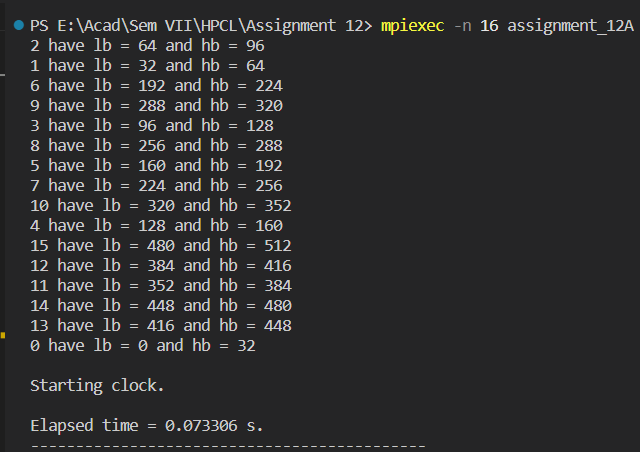 PS E:\Acad\Sem VII\HPCL\Assignment 12> mpiexec -n 16 assignment_12A
2 have lb = 64 and hb = 96
1 have lb = 32 and hb = 64
6 have lb = 192 and hb = 224
9 have lb = 288 and hb = 320
3 have lb = 96 and hb = 128
8 have lb = 256 and hb = 288
5 have lb = 160 and hb = 192
7 have lb = 224 and hb = 256
10 have lb = 320 and hb = 352
4 have lb = 128 and hb = 160
15 have lb = 480 and hb = 512
12 have lb = 384 and hb = 416
11 have lb = 352 and hb = 384
14 have lb = 448 and hb = 480
13 have lb = 416 and hb = 448
0 have lb = 0 and hb = 32
Starting clock.
Elapsed time = 0.073306 s.
--------------------------------------------